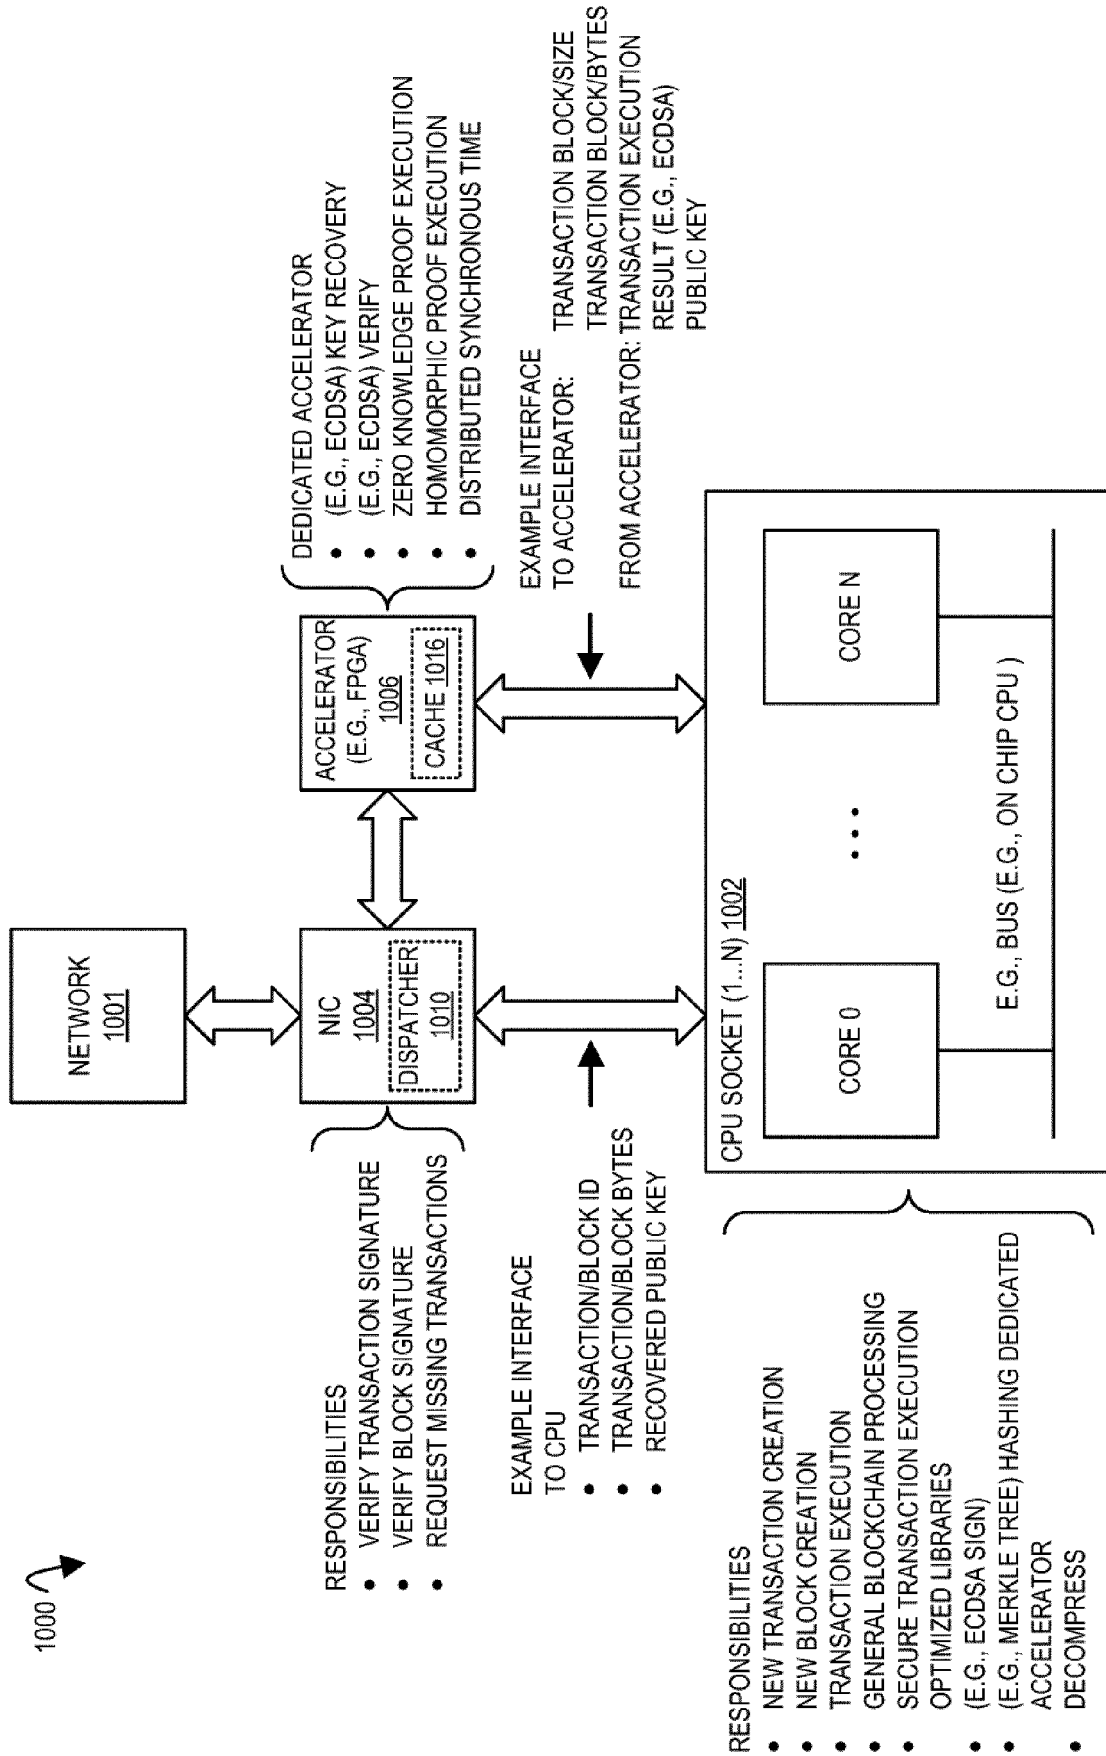 1000
NETWORK
1001
RESPONSIBILITIES
• VERIFY TRANSACTION SIGNATURE
• VERIFY BLOCK SIGNATURE
• REQUEST MISSING TRANSACTIONS
NIC
1004
DISPATCHER
1010
ACCELERATOR
(E.G., FPGA)
1006
CACHE 1016
DEDICATED ACCELERATOR
• (E.G., ECDSA) KEY RECOVERY
• (E.G., ECDSA) VERIFY
• ZERO KNOWLEDGE PROOF EXECUTION
• HOMOMORPHIC PROOF EXECUTION
• DISTRIBUTED SYNCHRONOUS TIME
EXAMPLE INTERFACE
TO CPU
• TRANSACTION/BLOCK ID
• TRANSACTION/BLOCK BYTES
• RECOVERED PUBLIC KEY
EXAMPLE INTERFACE
TO ACCELERATOR: TRANSACTION BLOCK/SIZE
TRANSACTION BLOCK/BYTES
FROM ACCELERATOR: TRANSACTION EXECUTION
RESULT (E.G., ECDSA)
PUBLIC KEY
RESPONSIBILITIES
• NEW TRANSACTION CREATION
• NEW BLOCK CREATION
• TRANSACTION EXECUTION
• GENERAL BLOCKCHAIN PROCESSING
• SECURE TRANSACTION EXECUTION
OPTIMIZED LIBRARIES
• (E.G., ECDSA SIGN)
• (E.G., MERKLE TREE) HASHING DEDICATED
ACCELERATOR
• DECOMPRESS
CPU SOCKET (1...N) 1002
CORE 0
• • •
CORE N
E.G., BUS (E.G., ON CHIP CPU )